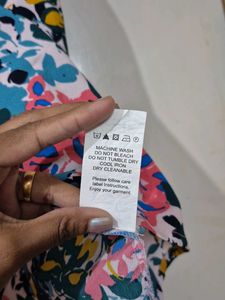 MACHINE WASH
DO NOT BLEACH
DO NOT TUMBLE DRY
COOL IRON
DRY CLEANABLE
Please follow care
label instructions.
Enjoy your garment.